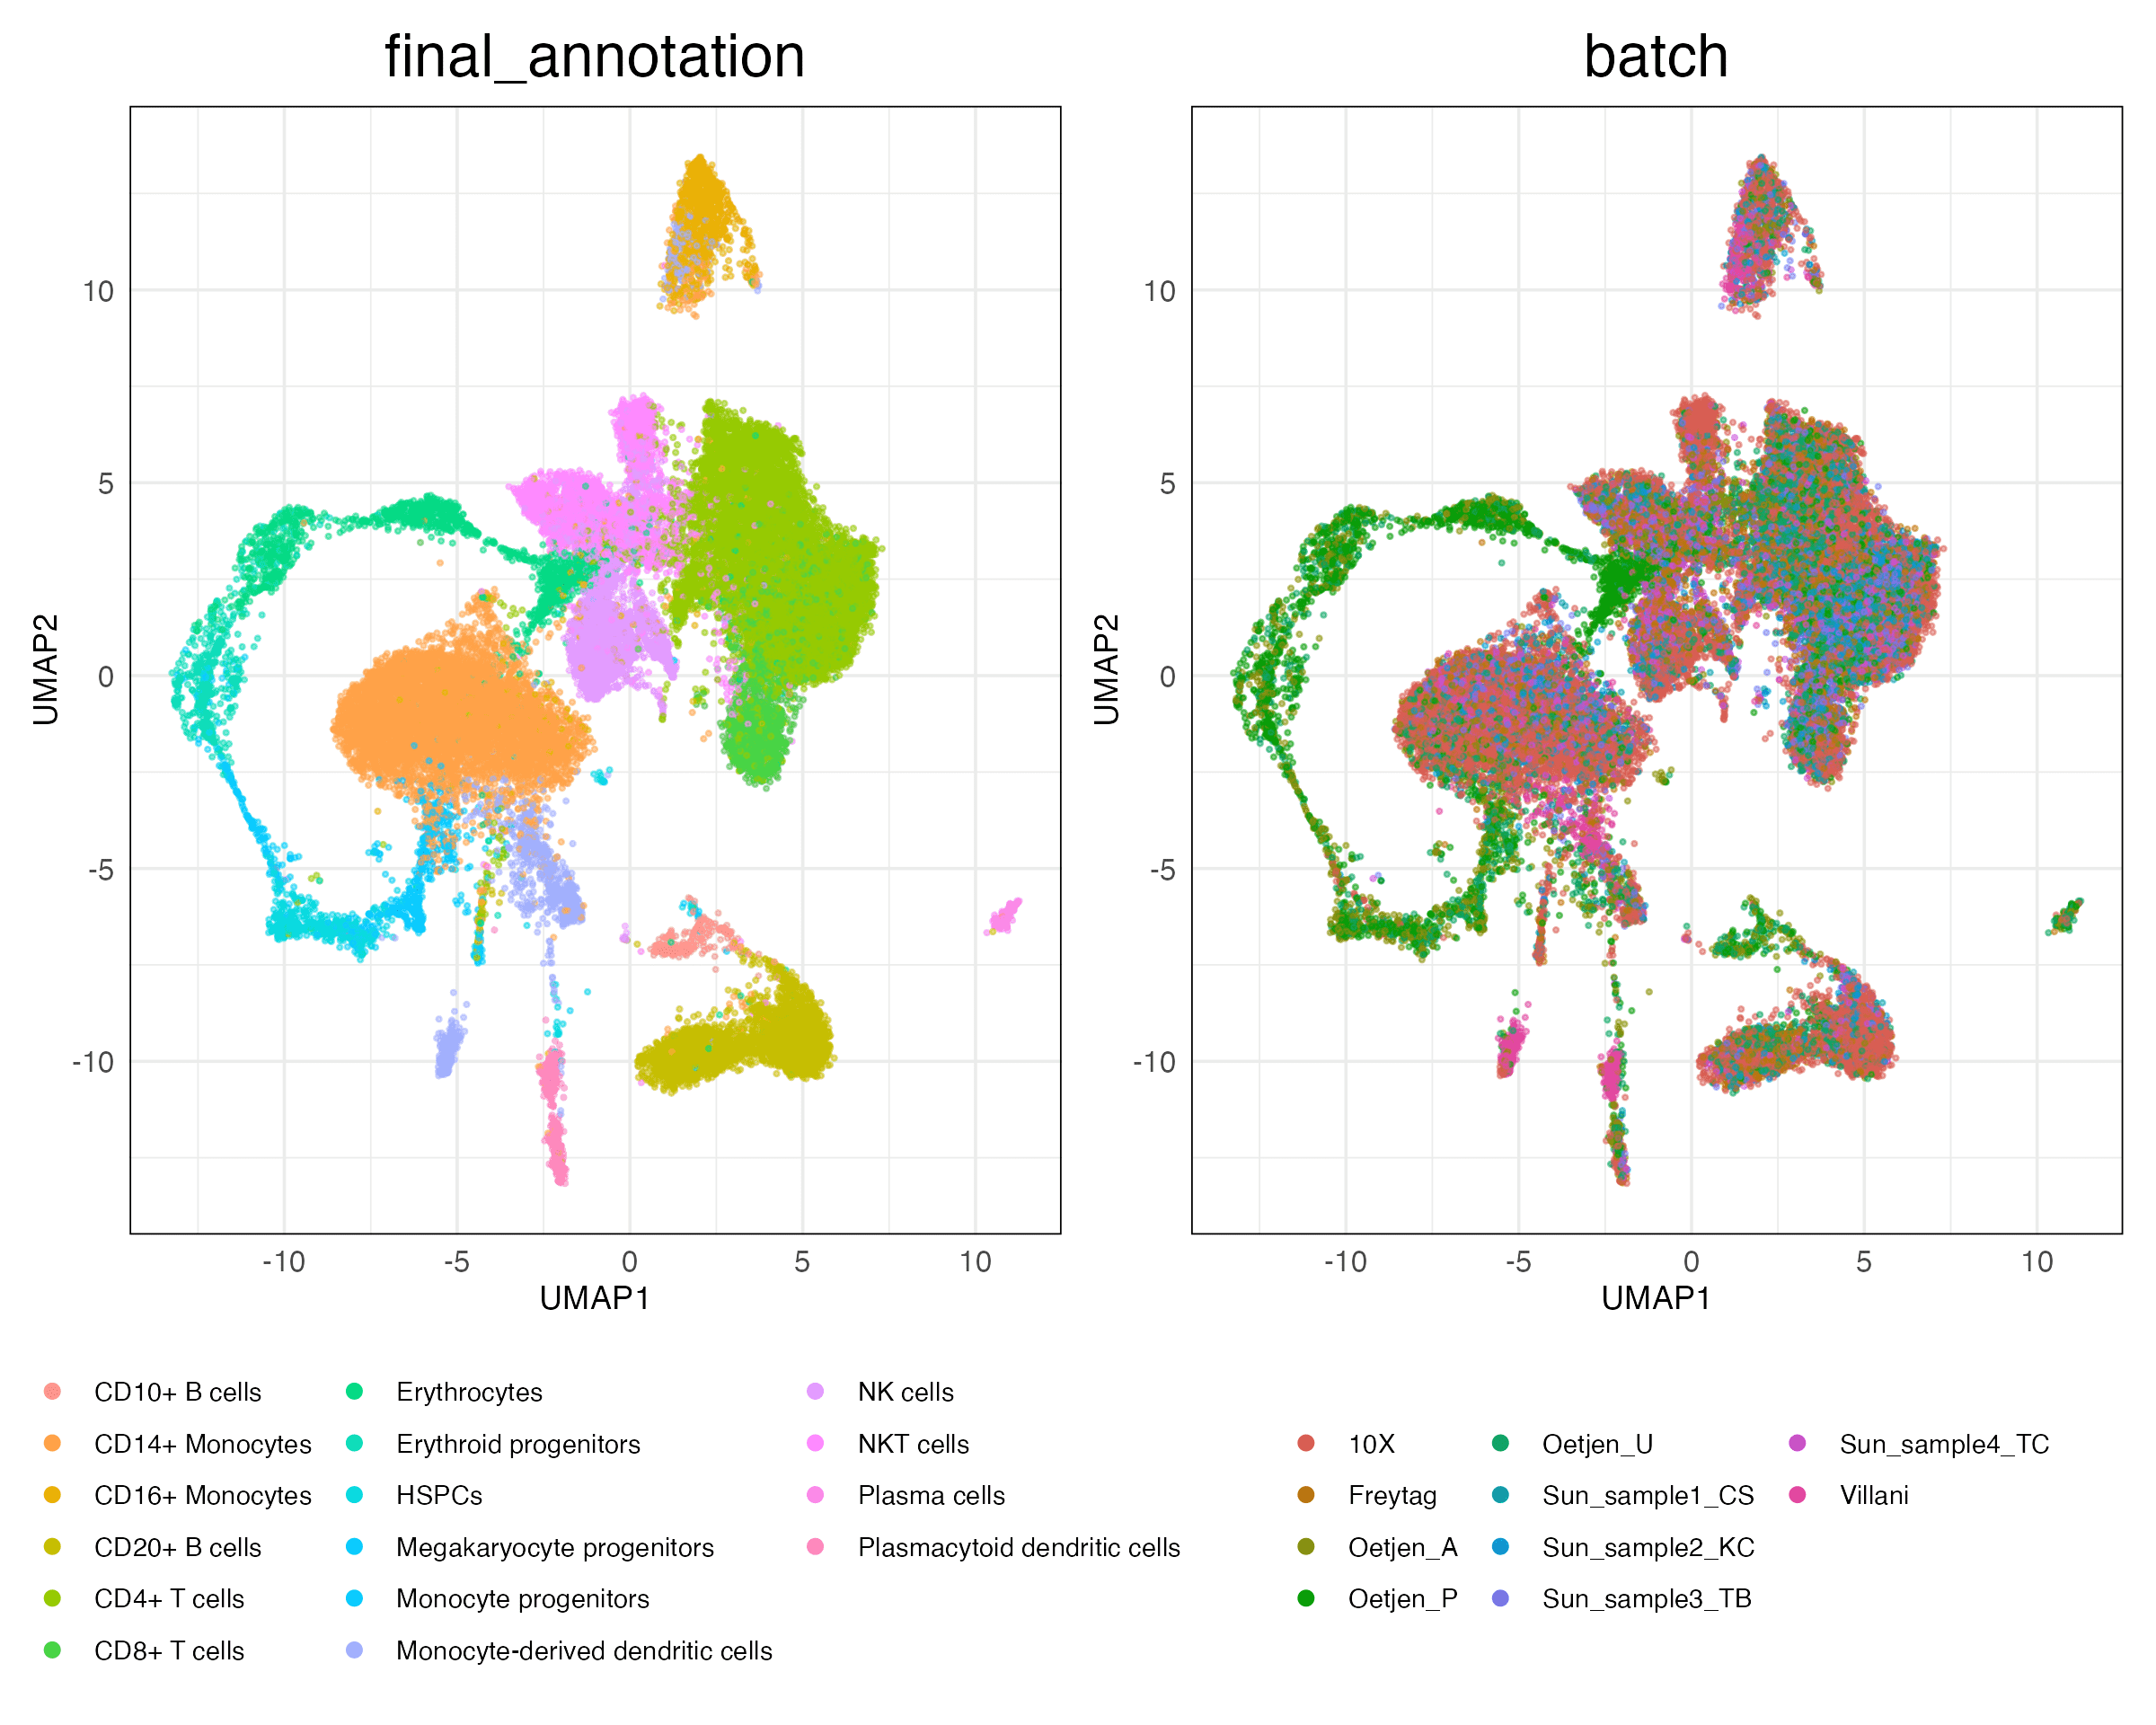 final_annotation
batch
UMAP2
10
5
0
-5
-10
-10
-5
0
5
10
UMAP1
UMAP2
10
5
0
-5
-10
-10
-5
0
5
10
UMAP1
CD10+ B cells
CD14+ Monocytes
CD16+ Monocytes
CD20+ B cells
CD4+ T cells
CD8+ T cells
Erythrocytes
Erythroid progenitors
HSPCs
Megakaryocyte progenitors
Monocyte progenitors
Monocyte-derived dendritic cells
NK cells
NKT cells
Plasma cells
Plasmacytoid dendritic cells
10X
Freytag
Oetjen_A
Oetjen_P
Oetjen_U
Sun_sample1_CS
Sun_sample2_KC
Sun_sample3_TB
Sun_sample4_TC
Villani